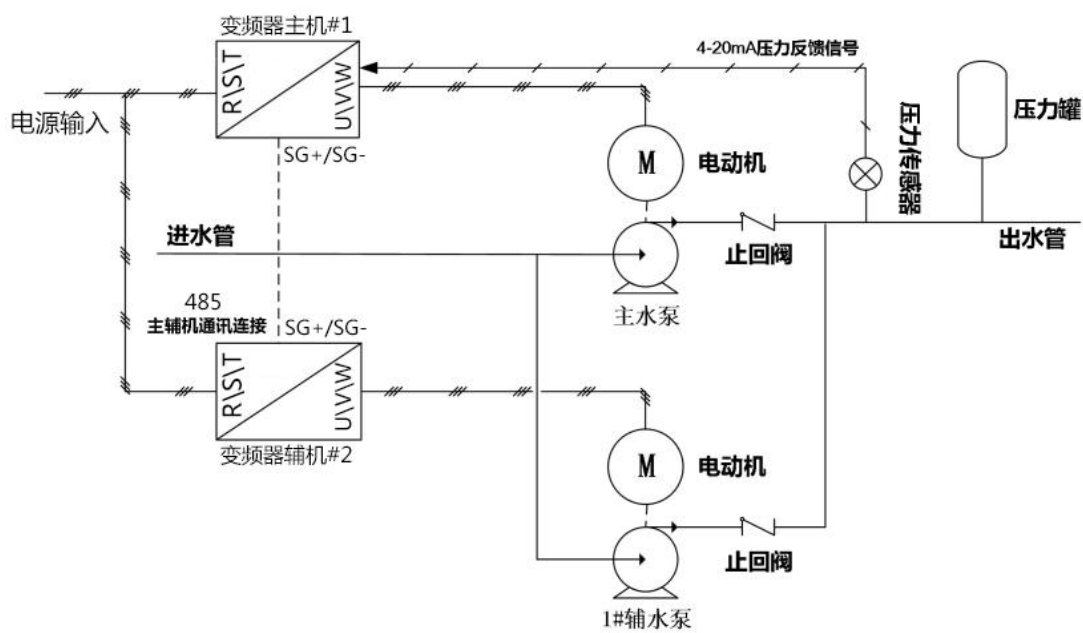 变频器主机#1
4-20mA压力反馈信号
R\S\T
U\V\W
电源输入
压力罐
压力传感器
SG+/SG-
M
电动机
进水管
止回阀
出水管
485
主水泵
主辅机通讯连接
SG+/SG-
R\S\T
U\V\W
变频器辅机#2
M
电动机
止回阀
1#辅水泵